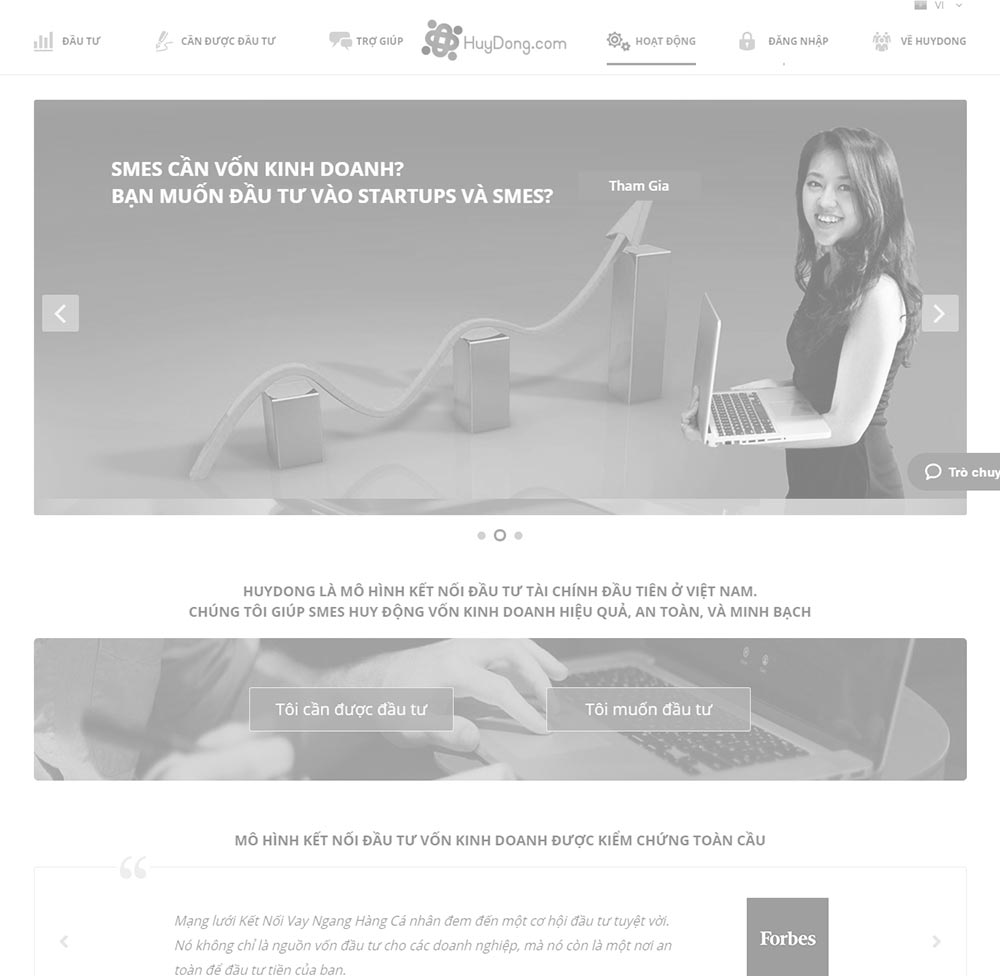 VI
ĐẦU TƯ
CẦN ĐƯỢC ĐẦU TƯ
TRỢ GIÚP
HuyDong.com
HOẠT ĐỘNG
ĐĂNG NHẬP
VỀ HUYDONG
SMES CẦN VỐN KINH DOANH?
BẠN MUỐN ĐẦU TƯ VÀO STARTUPS VÀ SMES?
Tham Gia
Trò chuy
HUYDONG LÀ MÔ HÌNH KẾT NỐI ĐẦU TƯ TÀI CHÍNH ĐẦU TIÊN Ở VIỆT NAM.
CHÚNG TÔI GIÚP SMES HUY ĐỘNG VỐN KINH DOANH HIỆU QUẢ, AN TOÀN, VÀ MINH BẠCH
Tôi cần được đầu tư
Tôi muốn đầu tư
MÔ HÌNH KẾT NỐI ĐẦU TƯ VỐN KINH DOANH ĐƯỢC KIỂM CHỨNG TOÀN CẦU
“
Mạng lưới Kết Nối Vay Ngang Hàng Cá nhân đem đến một cơ hội đầu tư tuyệt vời.
Nó không chỉ là nguồn vốn đầu tư cho các doanh nghiệp, mà nó còn là một nơi an
toàn để đầu tư tiền của bạn.
Forbes